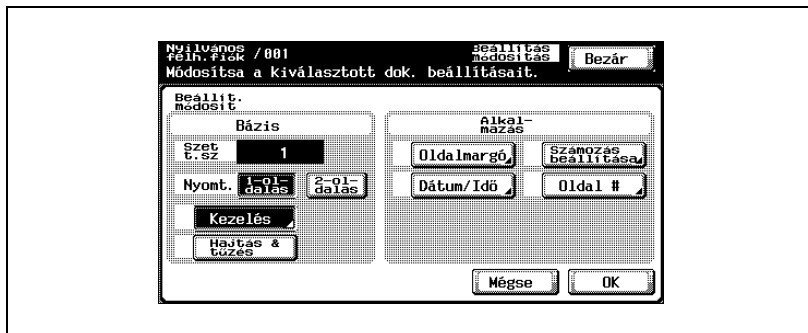 Nyilvános
félh.fiók /001
Beállítás
módosítás
Bezár
Módosítsa a kiválasztott dok. beállításait.
Beállít.
módosít
Bázis
Szet
t.sz
1
Nyomt.
1-ol-
dalas
2-ol-
dalas
Kezelés
Hajtás &
tűzés
Alkal-
mazás
Oldalmargó
Számozás
beállítása
Dátum/Idő
Oldal #
Mégse
OK